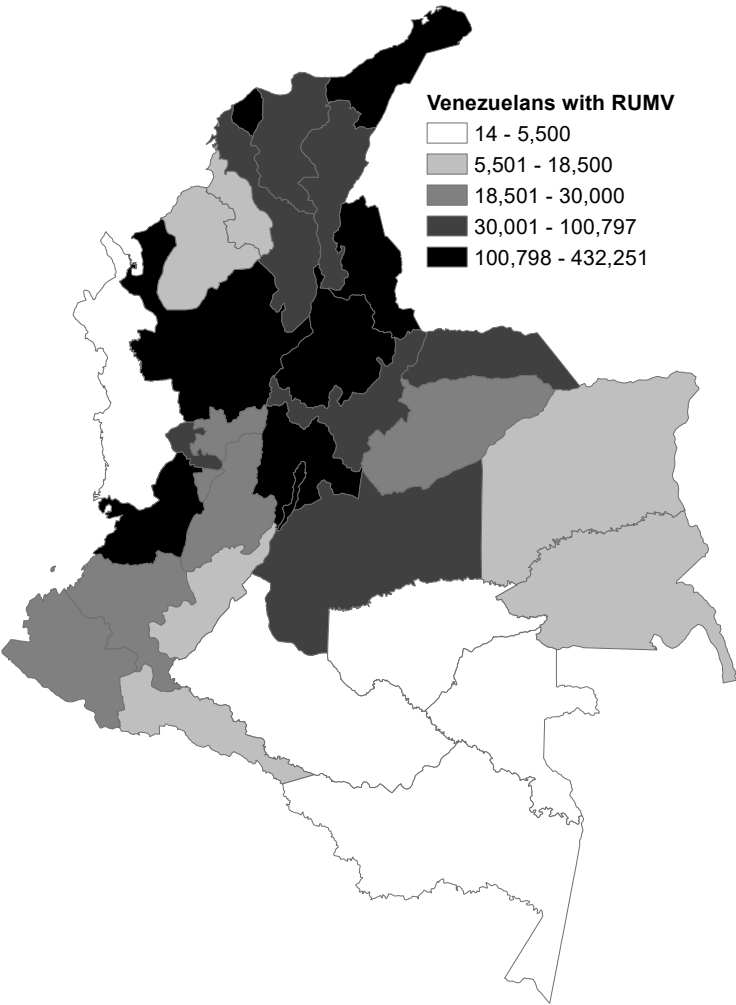 Venezuelans with RUMV
14 - 5,500
5,501 - 18,500
18,501 - 30,000
30,001 - 100,797
100,798 - 432,251